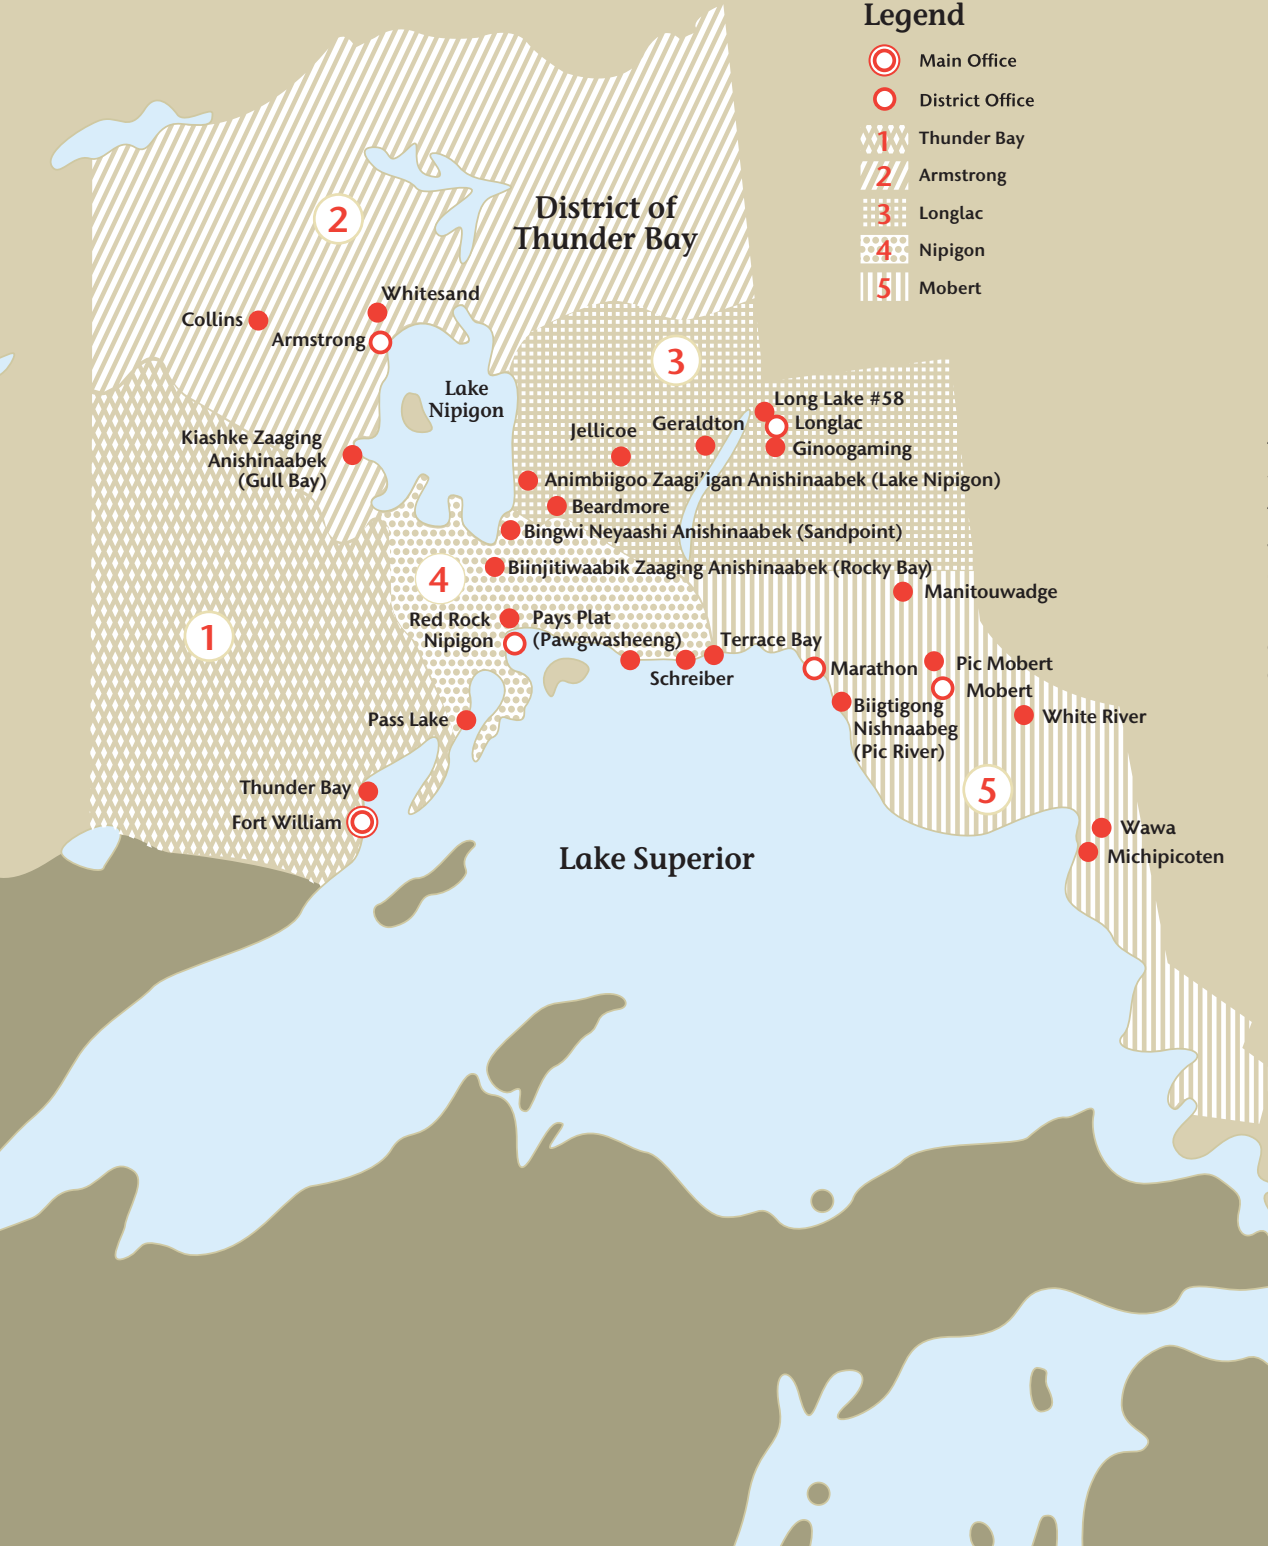 Legend
Main Office
District Office
1 Thunder Bay
2 Armstrong
3 Longlac
4 Nipigon
5 Mobert
District of
Thunder Bay
2
Whitesand
Collins
Armstrong
3
Lake
Nipigon
Long Lake #58
Geraldton
Longlac
Jellicoe
Kiashke Zaaging
Anishinaabek
(Gull Bay)
Ginoogaming
Animbiigoo Zaagi'igan Anishinaabek (Lake Nipigon)
Beardmore
Bingwi Neyaashi Anishinaabek (Sandpoint)
4
Biinjitiwaabik Zaaging Anishinaabek (Rocky Bay)
Manitouwadge
1
Red Rock
Nipigon
Pays Plat
(Pawgwasheeng)
Terrace Bay
Schreiber
Marathon
Pic Mobert
Mobert
Biigtigong
Nishnaabeg
(Pic River)
White River
Pass Lake
5
Thunder Bay
Fort William
Wawa
Michipicoten
Lake Superior